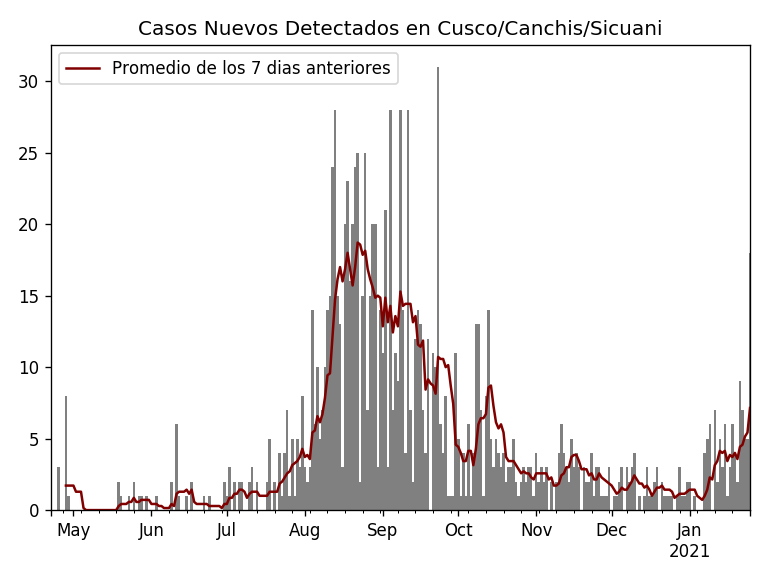 Casos Nuevos Detectados en Cusco/Canchis/Sicuani
Promedio de los 7 dias anteriores
30
25
20
15
10
5
0
May Jun Jul Aug Sep Oct Nov Dec Jan
2021